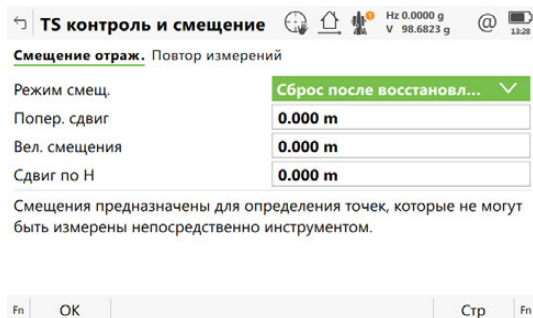 TS контроль и смещение
Hz 0.0000 g
V 98.6823 g
@
13:28
Смещение отраж. Повтор измерений
Режим смещ. Сброс после восстановл...
Попер. сдвиг 0.000 m
Вел. смещения 0.000 m
Сдвиг по H 0.000 m
Смещения предназначены для определения точек, которые не могут
быть измерены непосредственно инструментом.
Fn OK Стр Fn